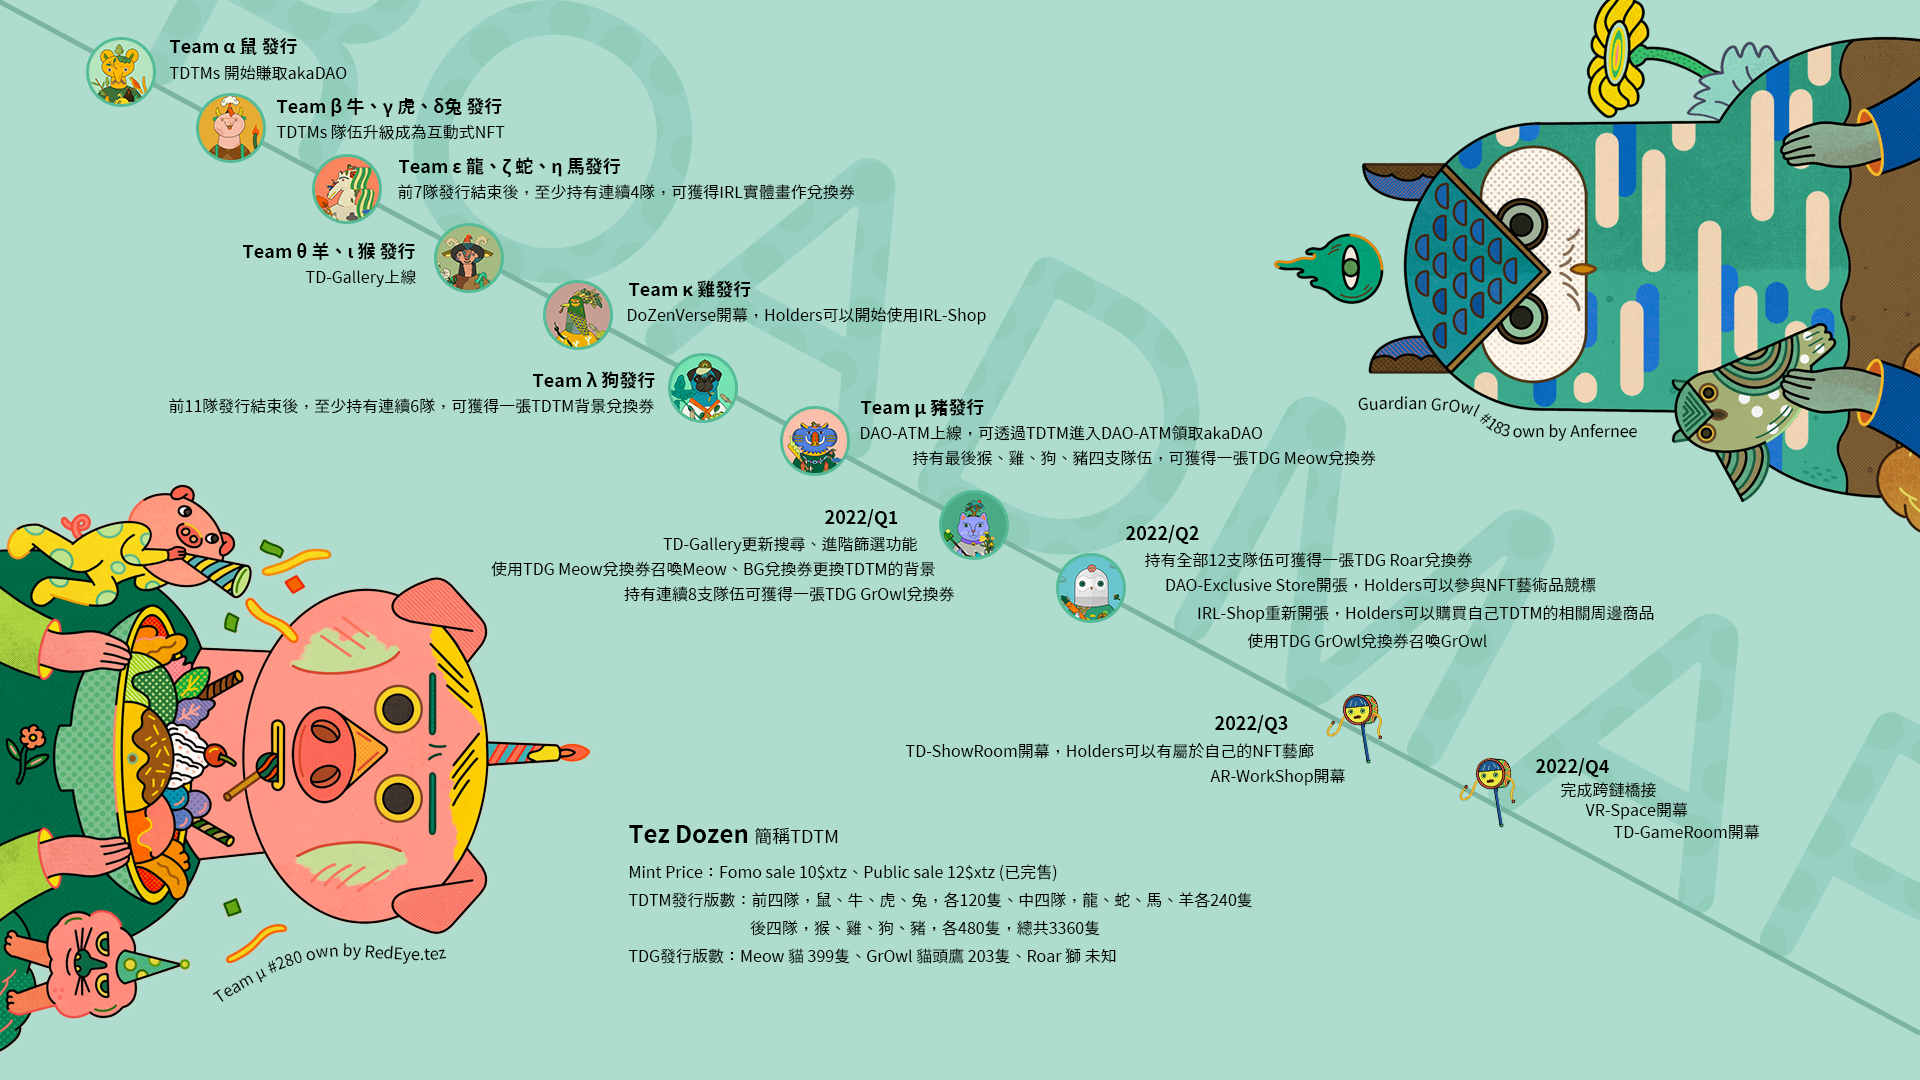 ROADMAP
Team α 鼠 發行
TDTMs 開始賺取akaDAO
Team β 牛、γ 虎、δ兔 發行
TDTMs 隊伍升級成為互動式NFT
Team ε 龍、ζ 蛇、η 馬發行
前7隊發行結束後，至少持有連續4隊，可獲得IRL實體畫作兌換券
Team θ 羊、ι 猴 發行
TD-Gallery上線
Team κ 雞發行
DoZenVerse開幕，Holders可以開始使用IRL-Shop
Team λ 狗發行
前11隊發行結束後，至少持有連續6隊，可獲得一張TDTM背景兌換券
Team μ 豬發行
DAO-ATM上線，可透過TDTM進入DAO-ATM領取akaDAO
持有最後猴、雞、狗、豬四支隊伍，可獲得一張TDG Meow兌換券
Guardian GrOwl #183 own by Anfernee
2022/Q1
TD-Gallery更新搜尋、進階篩選功能
使用TDG Meow兌換券召喚Meow、BG兌換券更換TDTM的背景
持有連續8支隊伍可獲得一張TDG GrOwl兌換券
2022/Q2
持有全部12支隊伍可獲得一張TDG Roar兌換券
DAO-Exclusive Store開張，Holders可以參與NFT藝術品競標
IRL-Shop重新開張，Holders可以購買自己TDTM的相關周邊商品
使用TDG GrOwl兌換券召喚GrOwl
2022/Q3
TD-ShowRoom開幕，Holders可以有屬於自己的NFT藝廊
AR-WorkShop開幕
2022/Q4
完成跨鏈橋接
VR-Space開幕
TD-GameRoom開幕
Tez Dozen 簡稱TDTM
Mint Price：Fomo sale 10$xtz、Public sale 12$xtz (已完售)
TDTM發行版數：前四隊，鼠、牛、虎、兔，各120隻、中四隊，龍、蛇、馬、羊各240隻
後四隊，猴、雞、狗、豬，各480隻，總共3360隻
TDG發行版數：Meow 貓 399隻、GrOwl 貓頭鷹 203隻、Roar 獅 未知
Team μ #280 own by RedEye.tez